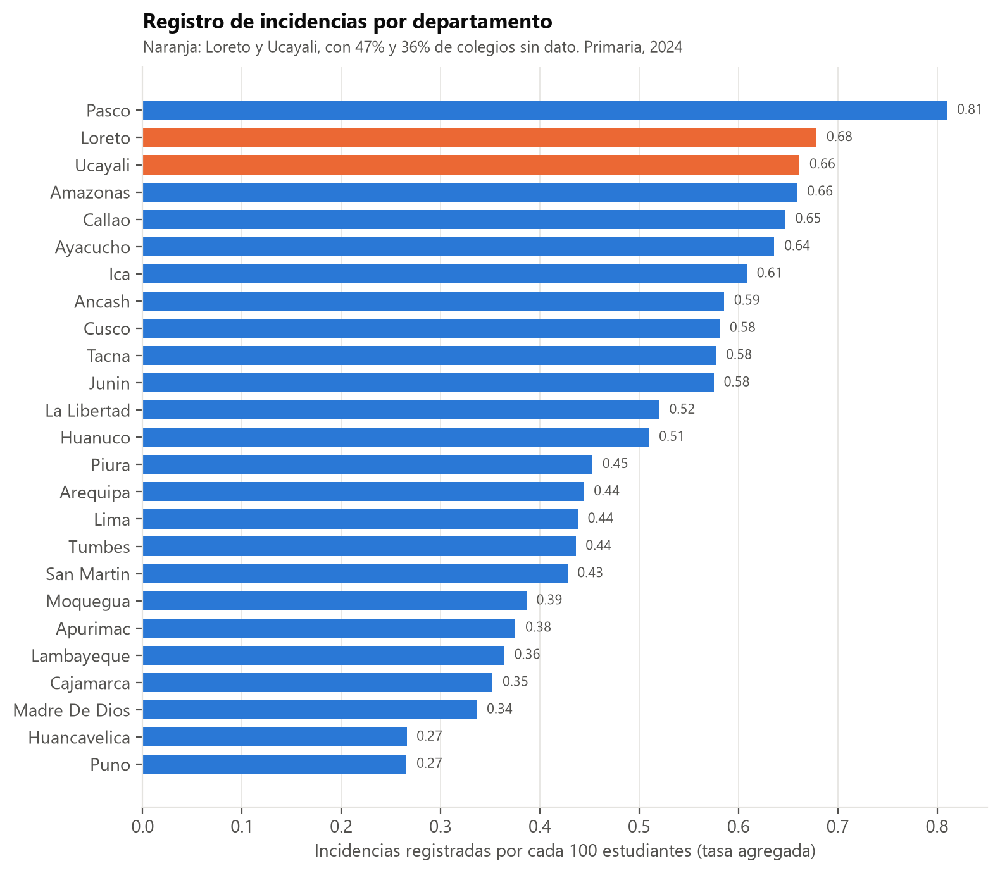 Registro de incidencias por departamento
Naranja: Loreto y Ucayali, con 47% y 36% de colegios sin dato. Primaria, 2024
Pasco 0.81
Loreto 0.68
Ucayali 0.66
Amazonas 0.66
Callao 0.65
Ayacucho 0.64
Ica 0.61
Ancash 0.59
Cusco 0.58
Tacna 0.58
Junin 0.58
La Libertad 0.52
Huanuco 0.51
Piura 0.45
Arequipa 0.44
Lima 0.44
Tumbes 0.44
San Martin 0.43
Moquegua 0.39
Apurimac 0.38
Lambayeque 0.36
Cajamarca 0.35
Madre De Dios 0.34
Huancavelica 0.27
Puno 0.27
0.0 0.1 0.2 0.3 0.4 0.5 0.6 0.7 0.8
Incidencias registradas por cada 100 estudiantes (tasa agregada)